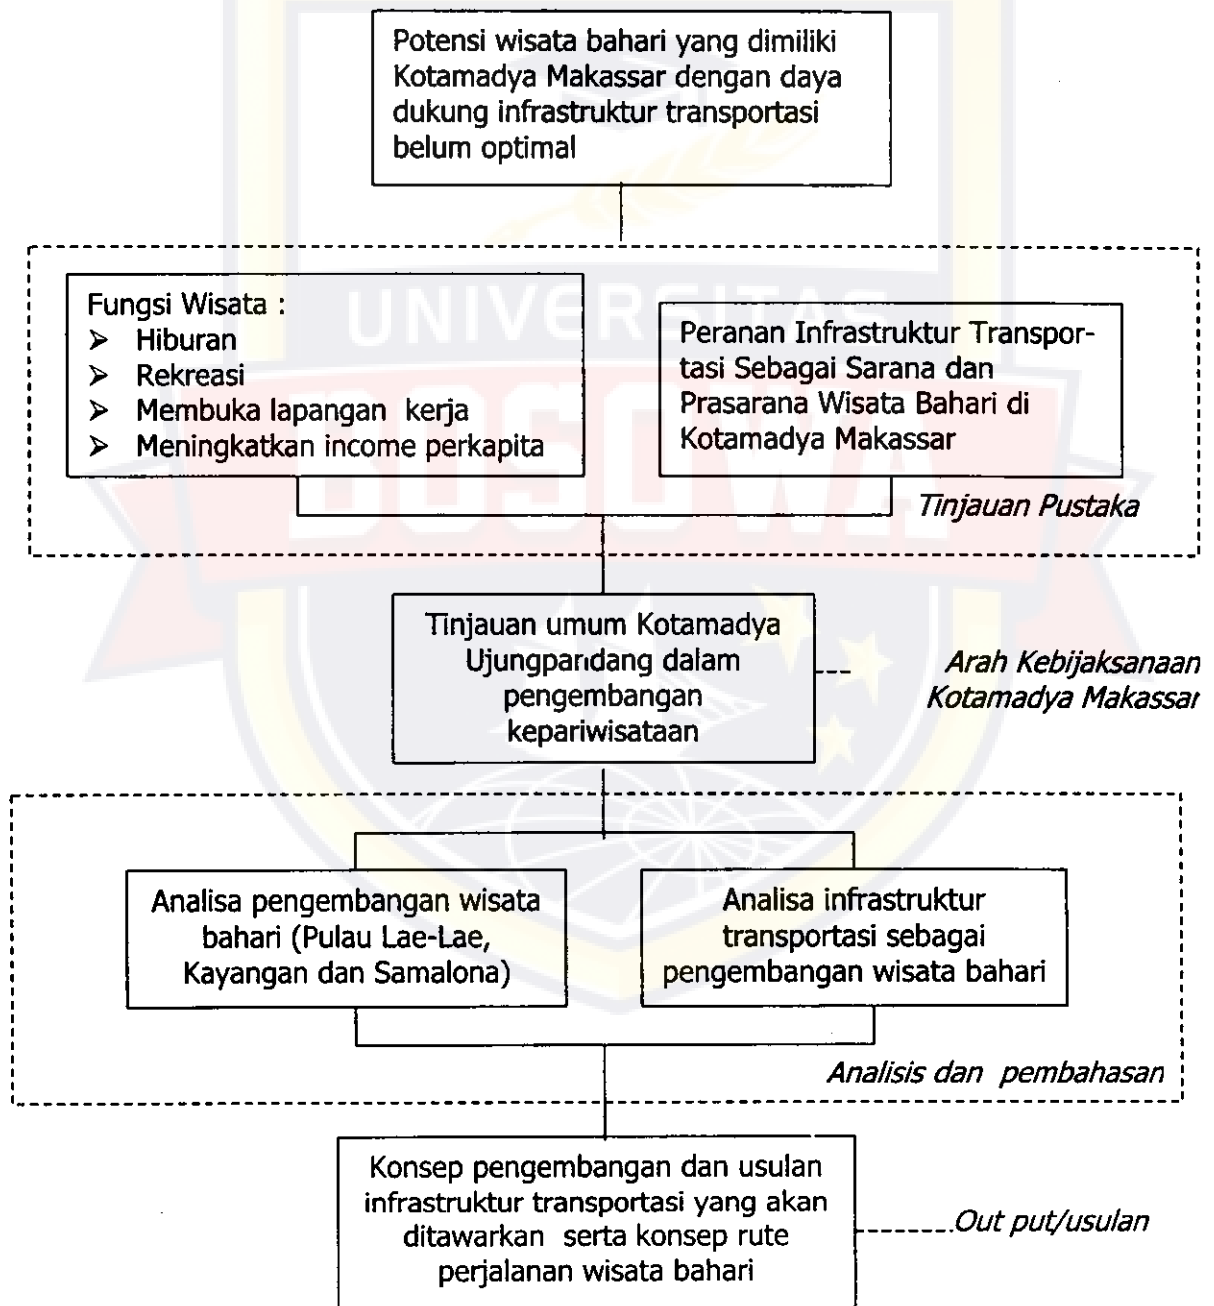 Potensi wisata bahari yang dimiliki
Kotamadya Makassar dengan daya
dukung infrastruktur transportasi
belum optimal
Fungsi Wisata :
➢ Hiburan
➢ Rekreasi
➢ Membuka lapangan kerja
➢ Meningkatkan income perkapita
Peranan Infrastruktur Transpor-
tasi Sebagai Sarana dan
Prasarana Wisata Bahari di
Kotamadya Makassar
Tinjauan Pustaka
UNIVERSITAS
BOSOWA
Tinjauan umum Kotamadya
Ujungpandang dalam
pengembangan
kepariwisataan
Arah Kebijaksanaan
Kotamadya Makassar
Analisa pengembangan wisata
bahari (Pulau Lae-Lae,
Kayangan dan Samalona)
Analisa infrastruktur
transportasi sebagai
pengembangan wisata bahari
Analisis dan pembahasan
Konsep pengembangan dan usulan
infrastruktur transportasi yang akan
ditawarkan serta konsep rute
perjalanan wisata bahari
Out put/usulan